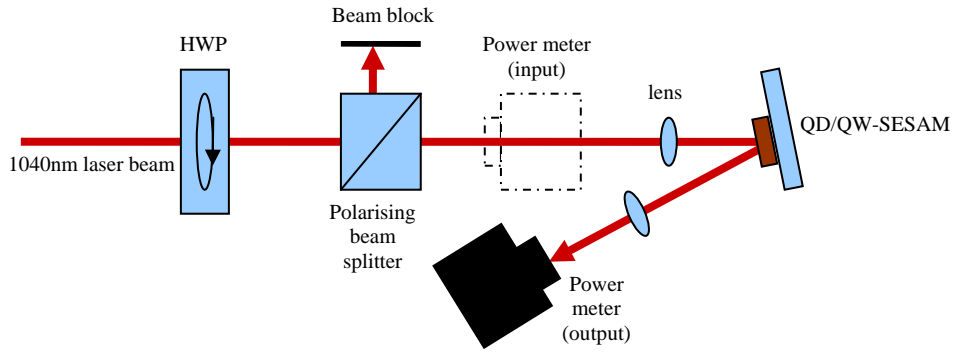 Beam block
HWP
Power meter
(input)
lens
QD/QW-SESAM
1040nm laser beam
Polarising
beam
splitter
Power
meter
(output)